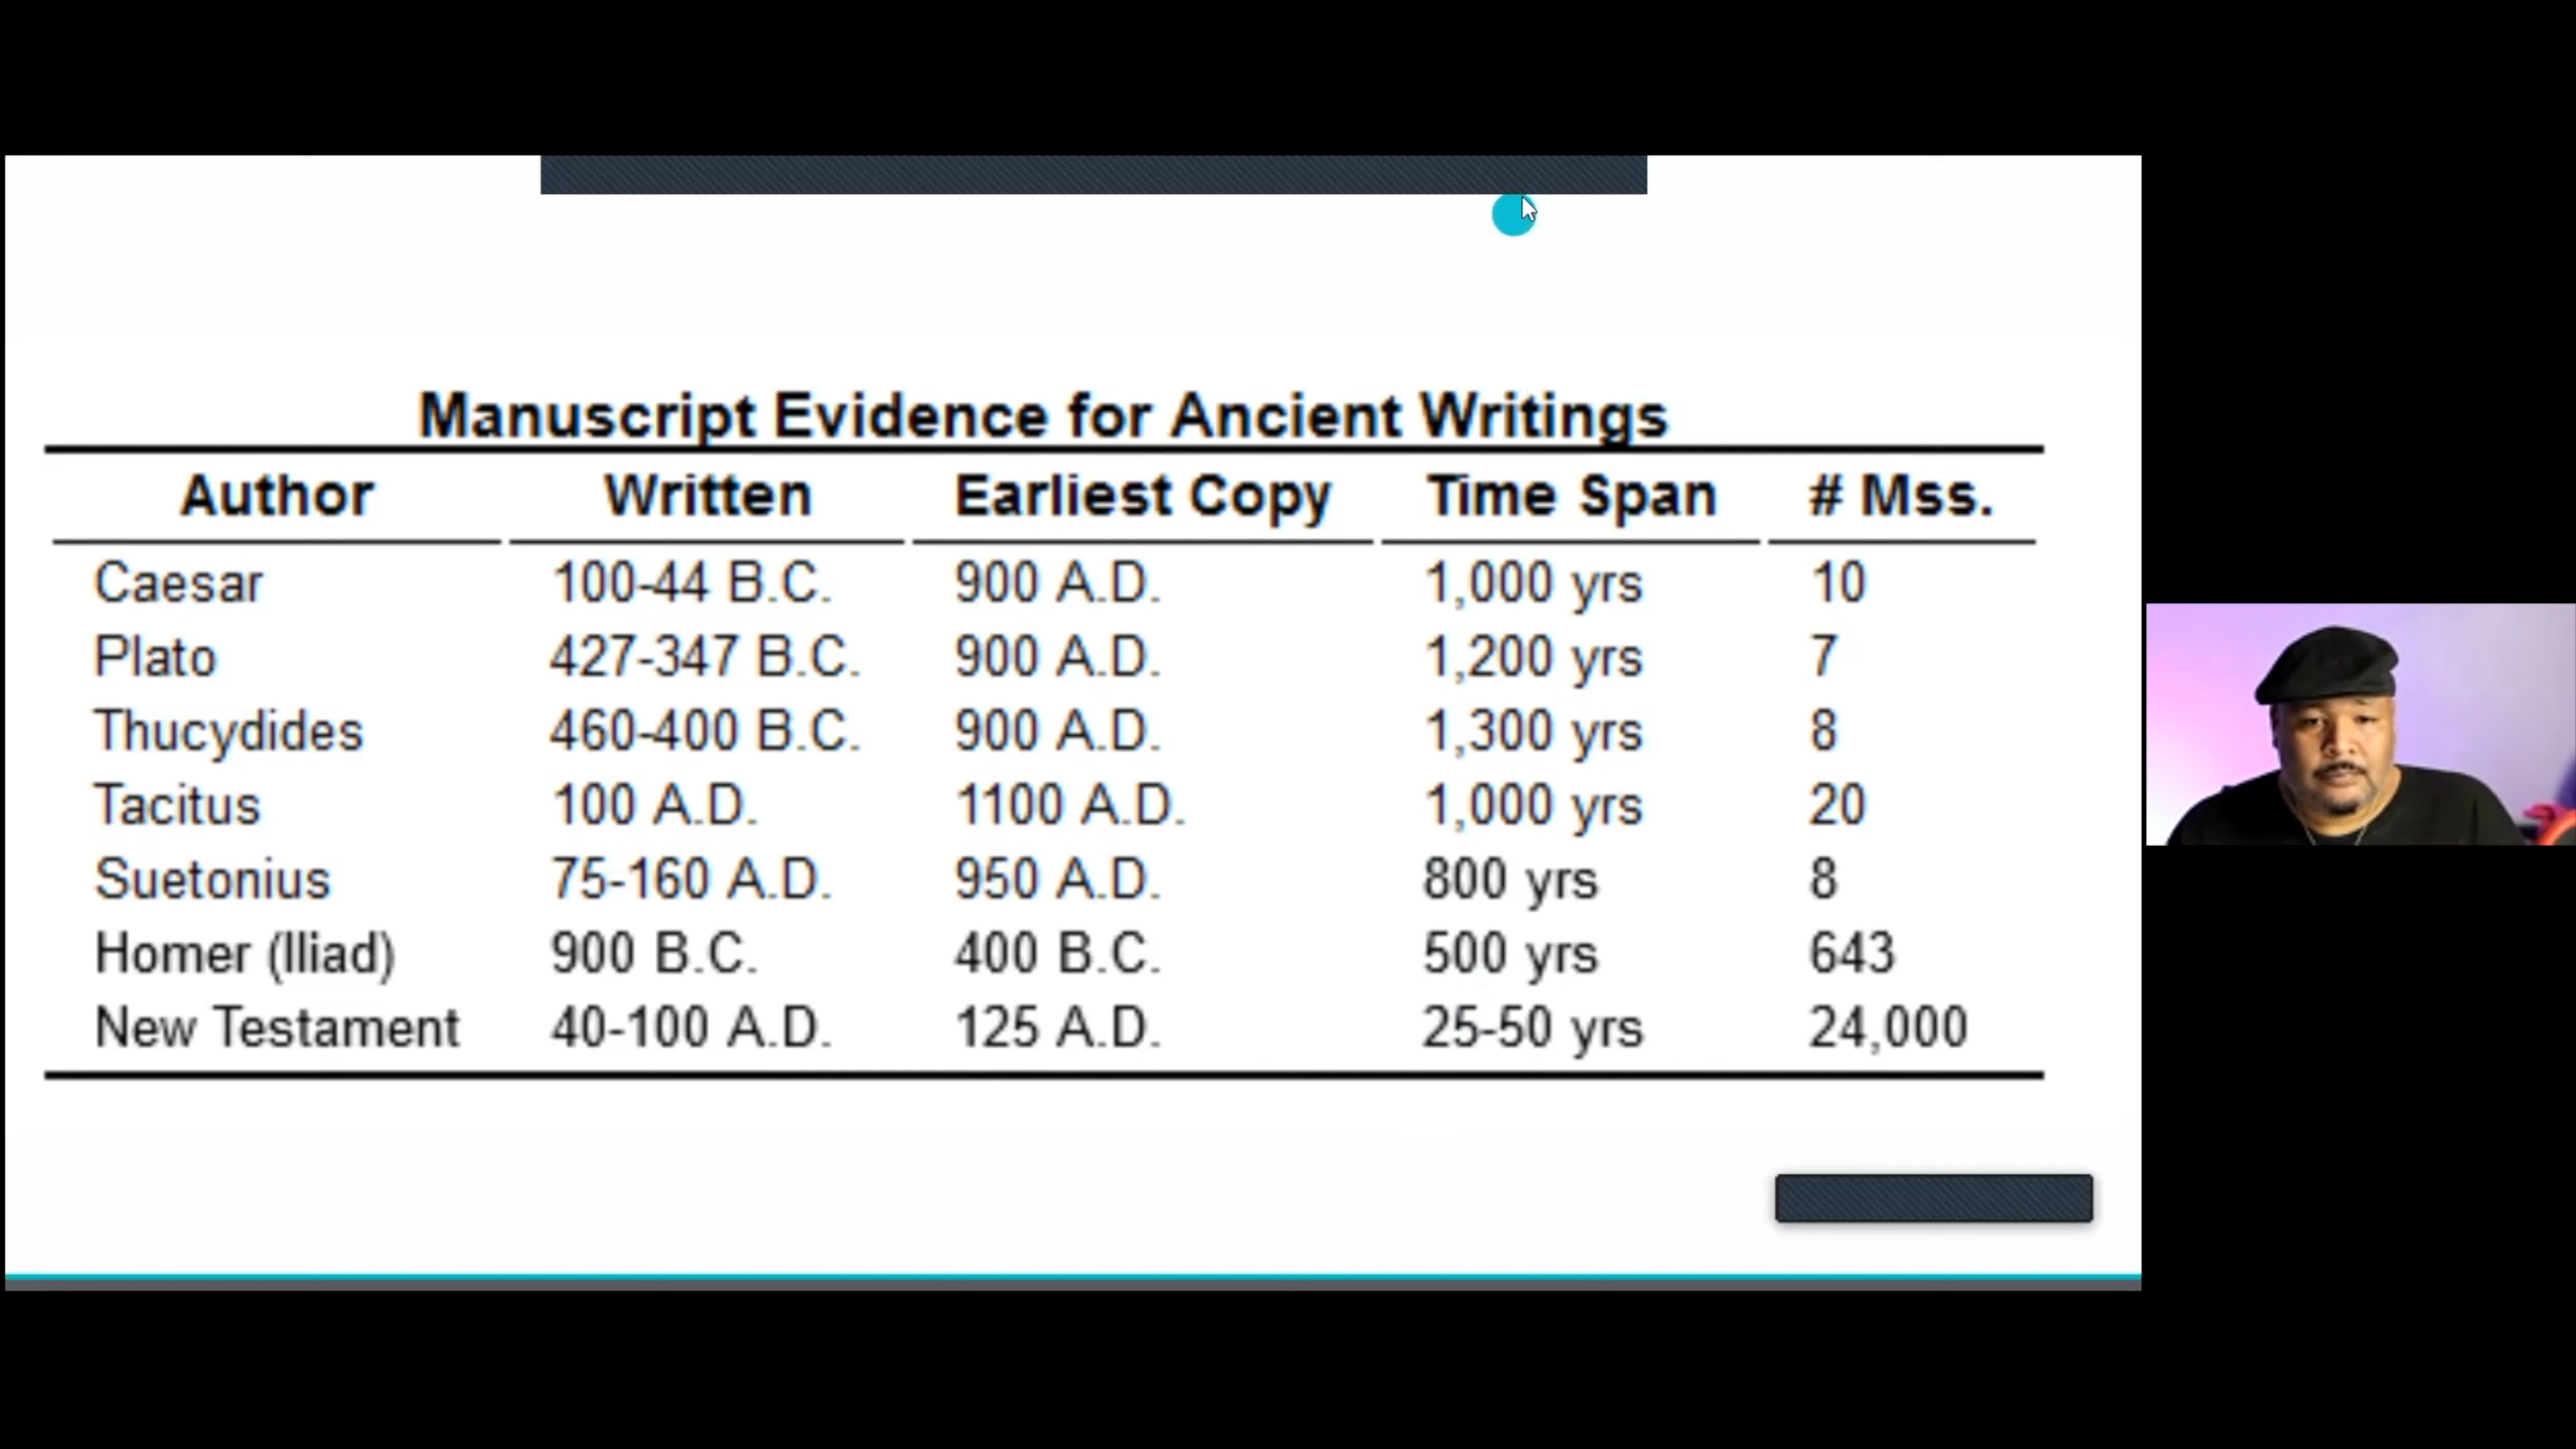 Manuscript Evidence for Ancient Writings
Author Written Earliest Copy Time Span # Mss.
Caesar 100-44 B.C. 900 A.D. 1,000 yrs 10
Plato 427-347 B.C. 900 A.D. 1,200 yrs 7
Thucydides 460-400 B.C. 900 A.D. 1,300 yrs 8
Tacitus 100 A.D. 1100 A.D. 1,000 yrs 20
Suetonius 75-160 A.D. 950 A.D. 800 yrs 8
Homer (Iliad) 900 B.C. 400 B.C. 500 yrs 643
New Testament 40-100 A.D. 125 A.D. 25-50 yrs 24,000